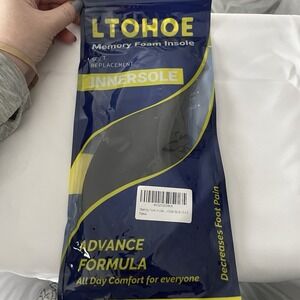 LTOHOE
Memory Foam Insole
REPLACEMENT
INNERSOLE
Decreases Foot Pain
ADVANCE
FORMULA
All Day Comfort for everyone